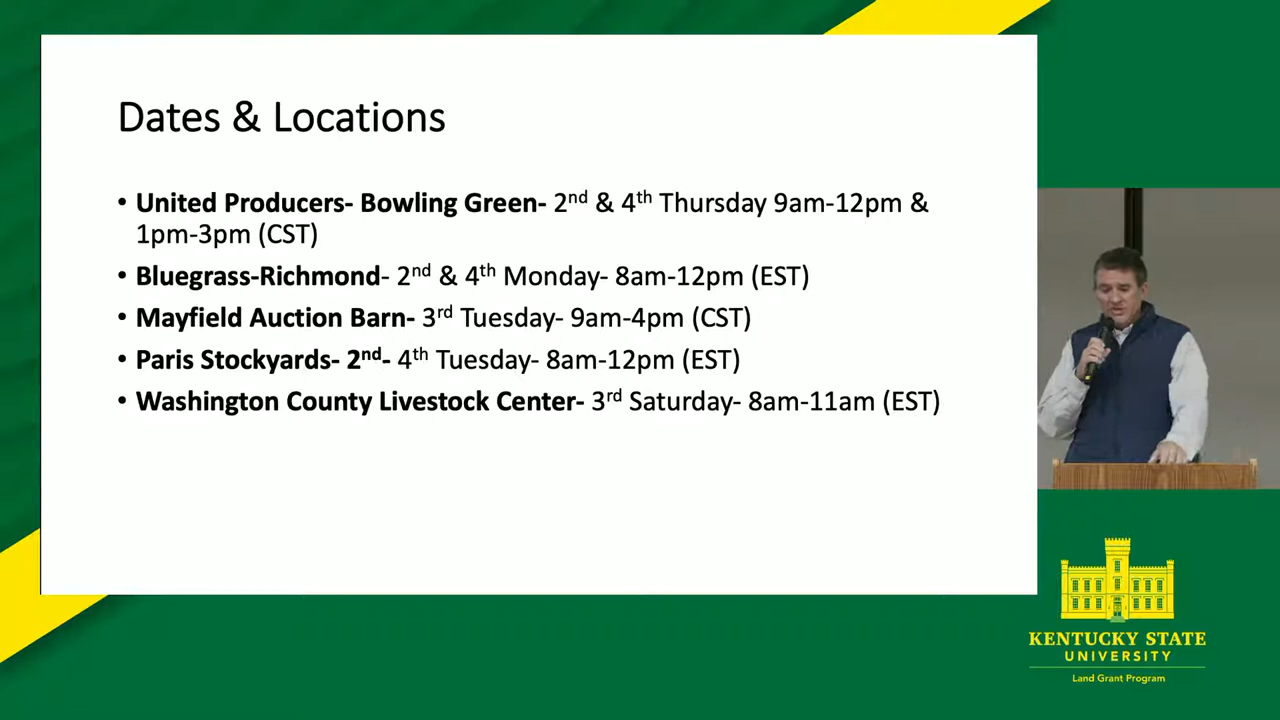 Dates & Locations
• United Producers- Bowling Green- 2nd & 4th Thursday 9am-12pm &
1pm-3pm (CST)
• Bluegrass-Richmond- 2nd & 4th Monday- 8am-12pm (EST)
• Mayfield Auction Barn- 3rd Tuesday- 9am-4pm (CST)
• Paris Stockyards- 2nd- 4th Tuesday- 8am-12pm (EST)
• Washington County Livestock Center- 3rd Saturday- 8am-11am (EST)
KENTUCKY STATE
UNIVERSITY
Land Grant Program